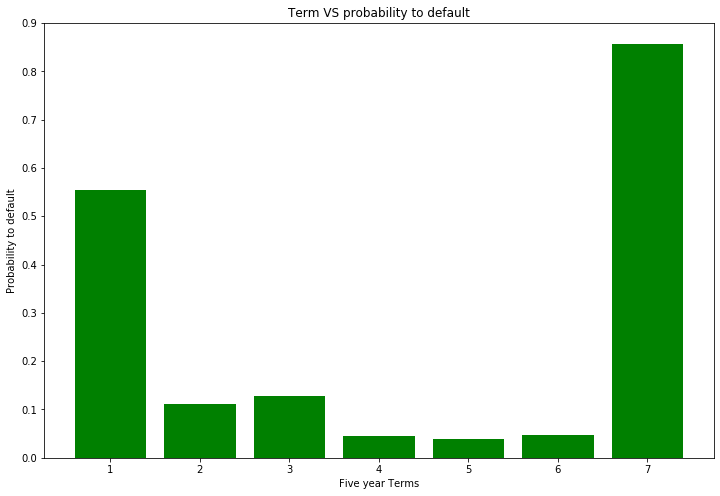 Term VS probability to default
Probability to default
0.9
0.8
0.7
0.6
0.5
0.4
0.3
0.2
0.1
0.0
1 2 3 4 5 6 7
Five year Terms